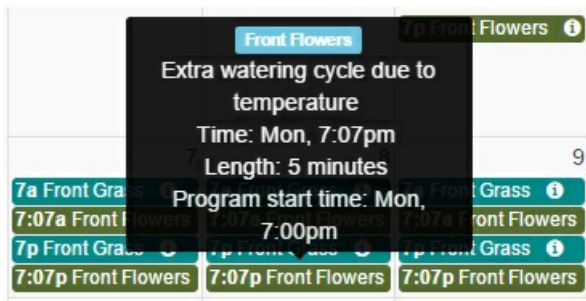 7p Front Flowers
Front Flowers
Extra watering cycle due to
temperature
Time: Mon, 7:07pm
Length: 5 minutes
Program start time: Mon,
7:00pm
7 8 9
7a Front Grass 7a Front Grass
7:07a Front Flowers 7:07a Front Flowers 7:07a Front Flowers
7p Front Grass 7p Front Grass 7p Front Grass
7:07p Front Flowers 7:07p Front Flowers 7:07p Front Flowers